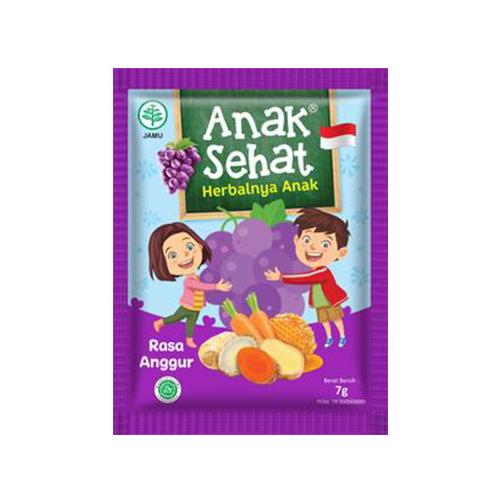 JAMU
Anak®
Sehat
Herbalnya Anak
Rasa
Anggur
Berat Bersih :
7g